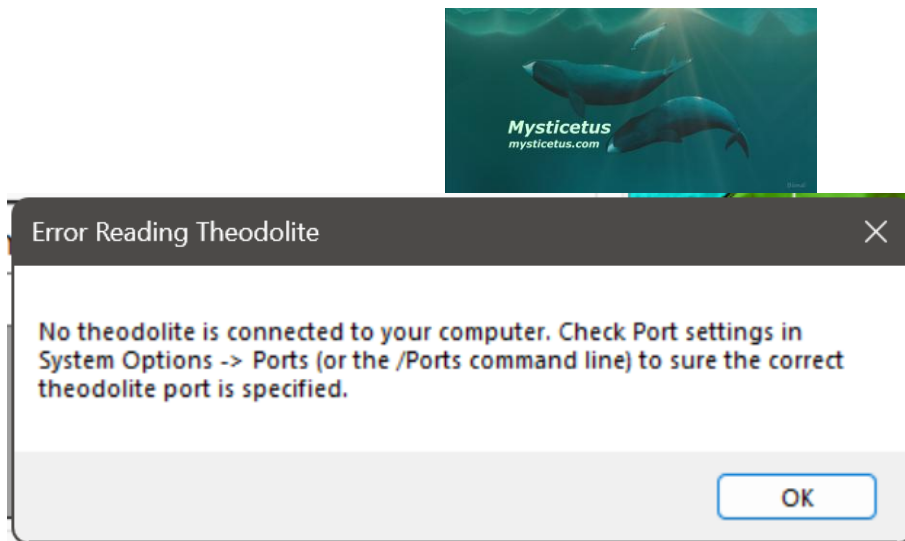 Mysticetus
mysticetus.com
Error Reading Theodolite
No theodolite is connected to your computer. Check Port settings in
System Options -> Ports (or the /Ports command line) to sure the correct
theodolite port is specified.
OK